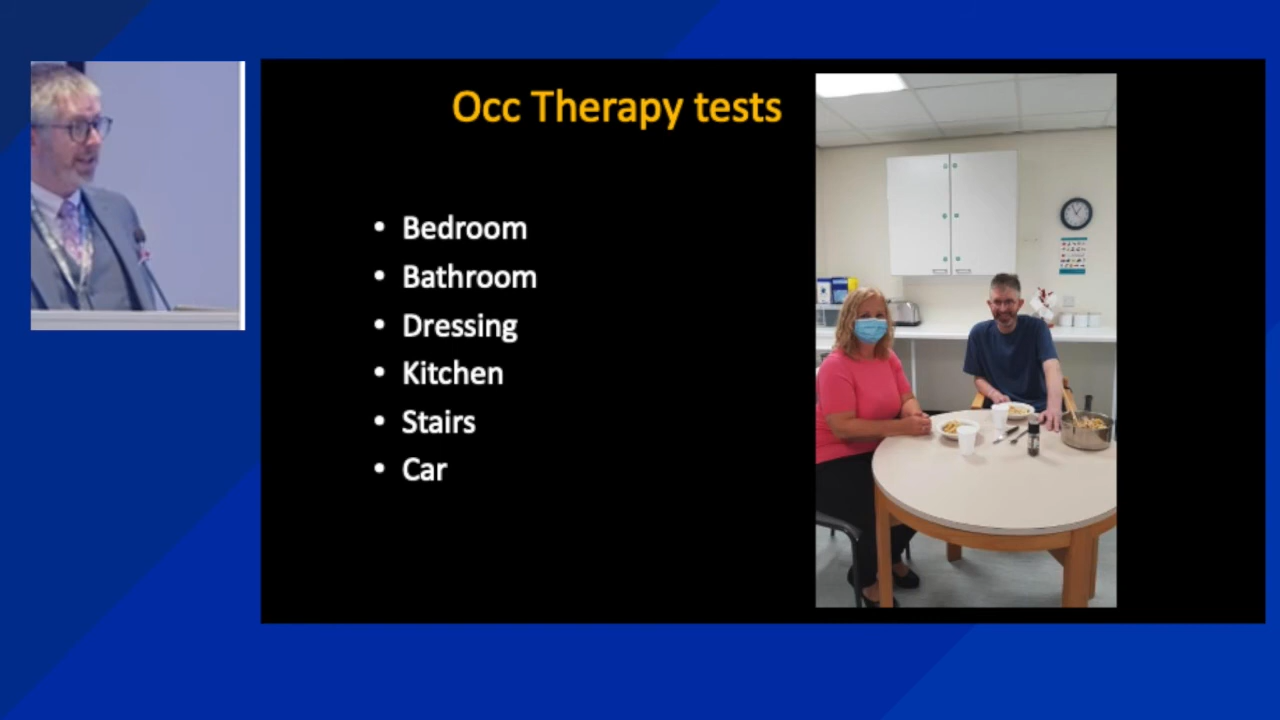 Occ Therapy tests
• Bedroom
• Bathroom
• Dressing
• Kitchen
• Stairs
• Car